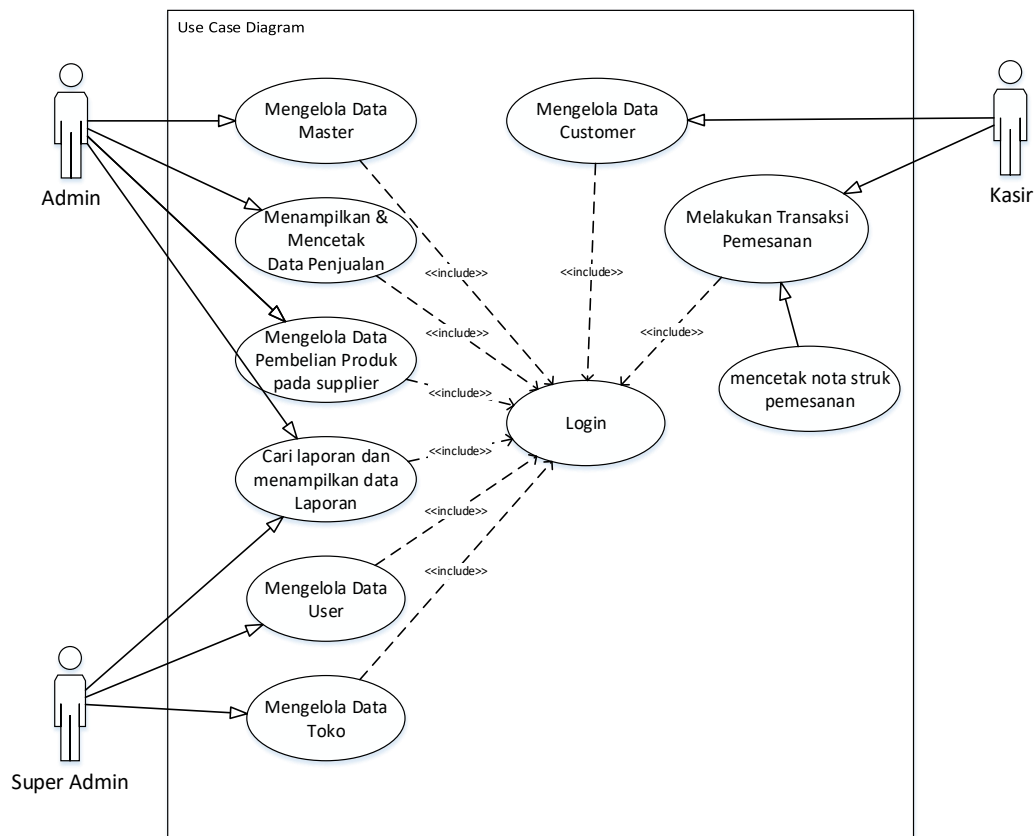 Use Case Diagram
Mengelola Data
Master
Mengelola Data
Customer
Admin
Kasir
Menampilkan &
Mencetak
Data Penjualan
Melakukan Transaksi
Pemesanan
<<include>>
<<include>>
<<include>>
<<include>>
Mengelola Data
Pembelian Produk
pada supplier
mencetak nota struk
pemesanan
<<include>>
Login
Cari laporan dan
menampilkan data
Laporan
<<include>>
<<include>>
<<include>>
Mengelola Data
User
Mengelola Data
Toko
Super Admin